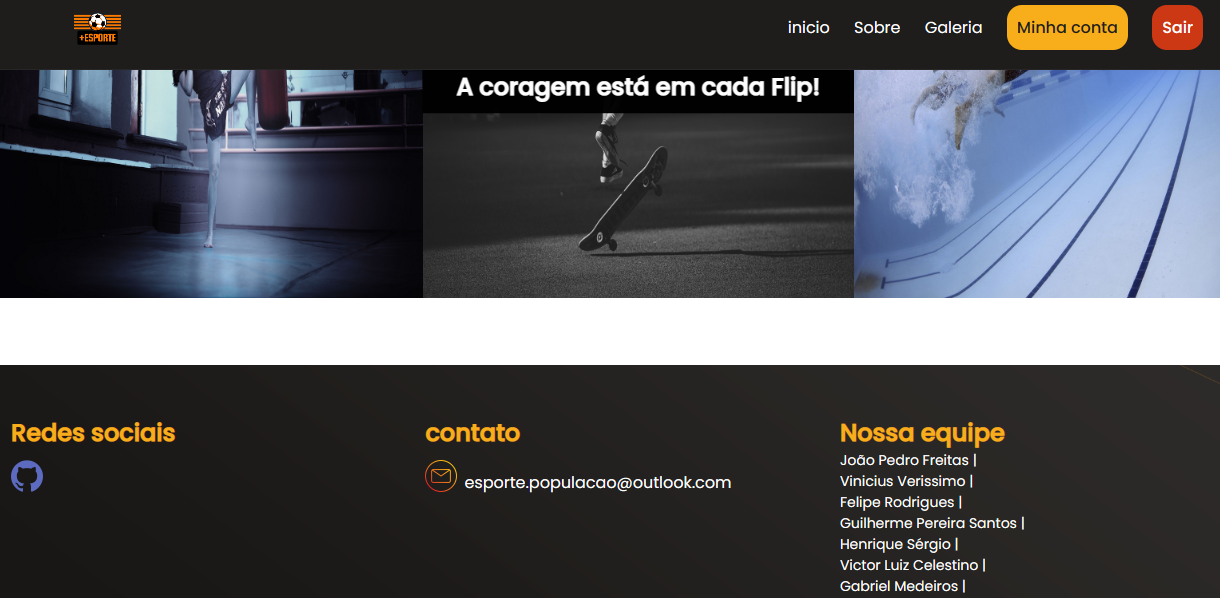 +ESPORTE
inicio Sobre Galeria Minha conta Sair
A coragem está em cada Flip!
Redes sociais
contato
esporte.populacao@outlook.com
Nossa equipe
João Pedro Freitas |
Vinicius Verissimo |
Felipe Rodrigues |
Guilherme Pereira Santos |
Henrique Sérgio |
Victor Luiz Celestino |
Gabriel Medeiros |